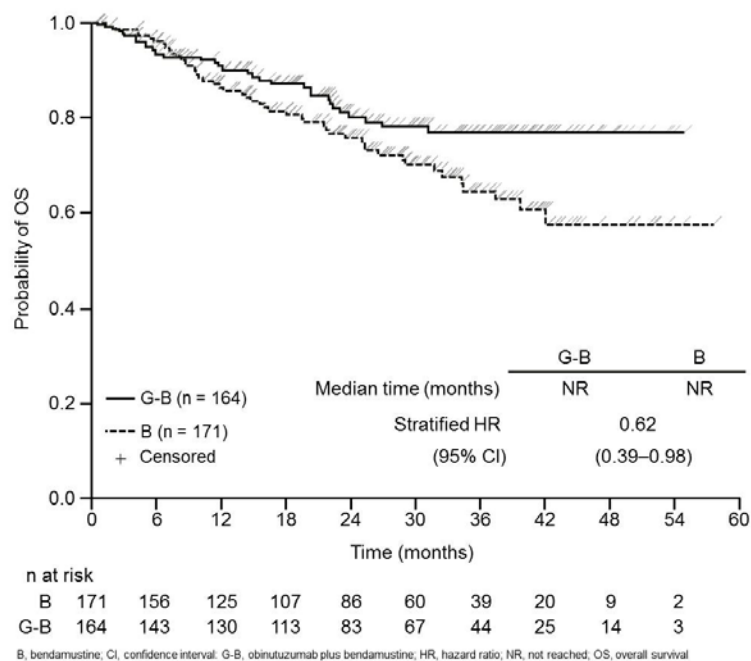 1.0
0.8
0.6
0.4
0.2
0.0
Probability of OS
G-B B
Median time (months) NR NR
Stratified HR 0.62
(95% CI) (0.39–0.98)
G-B (n = 164)
B (n = 171)
+ Censored
0 6 12 18 24 30 36 42 48 54 60
Time (months)
n at risk
B 171 156 125 107 86 60 39 20 9 2
G-B 164 143 130 113 83 67 44 25 14 3
B, bendamustine; CI, confidence interval: G-B, obinutuzumab plus bendamustine; HR, hazard ratio; NR, not reached; OS, overall survival